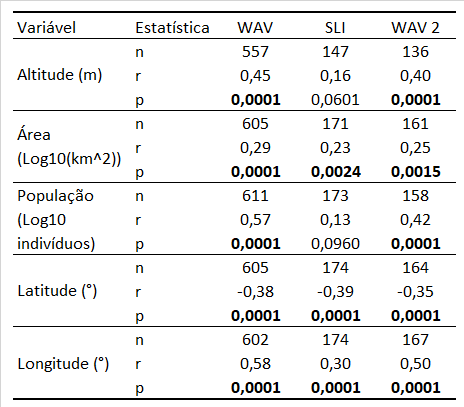 Variável Estatística WAV SLI WAV 2
Altitude (m)
n 557 147 136
r 0,45 0,16 0,40
p 0,0001 0,0601 0,0001
Área (Log10(km^2))
n 605 171 161
r 0,29 0,23 0,25
p 0,0001 0,0024 0,0015
População (Log10 indivíduos)
n 611 173 158
r 0,57 0,13 0,42
p 0,0001 0,0960 0,0001
Latitude (°)
n 605 174 164
r -0,38 -0,39 -0,35
p 0,0001 0,0001 0,0001
Longitude (°)
n 602 174 167
r 0,58 0,30 0,50
p 0,0001 0,0001 0,0001